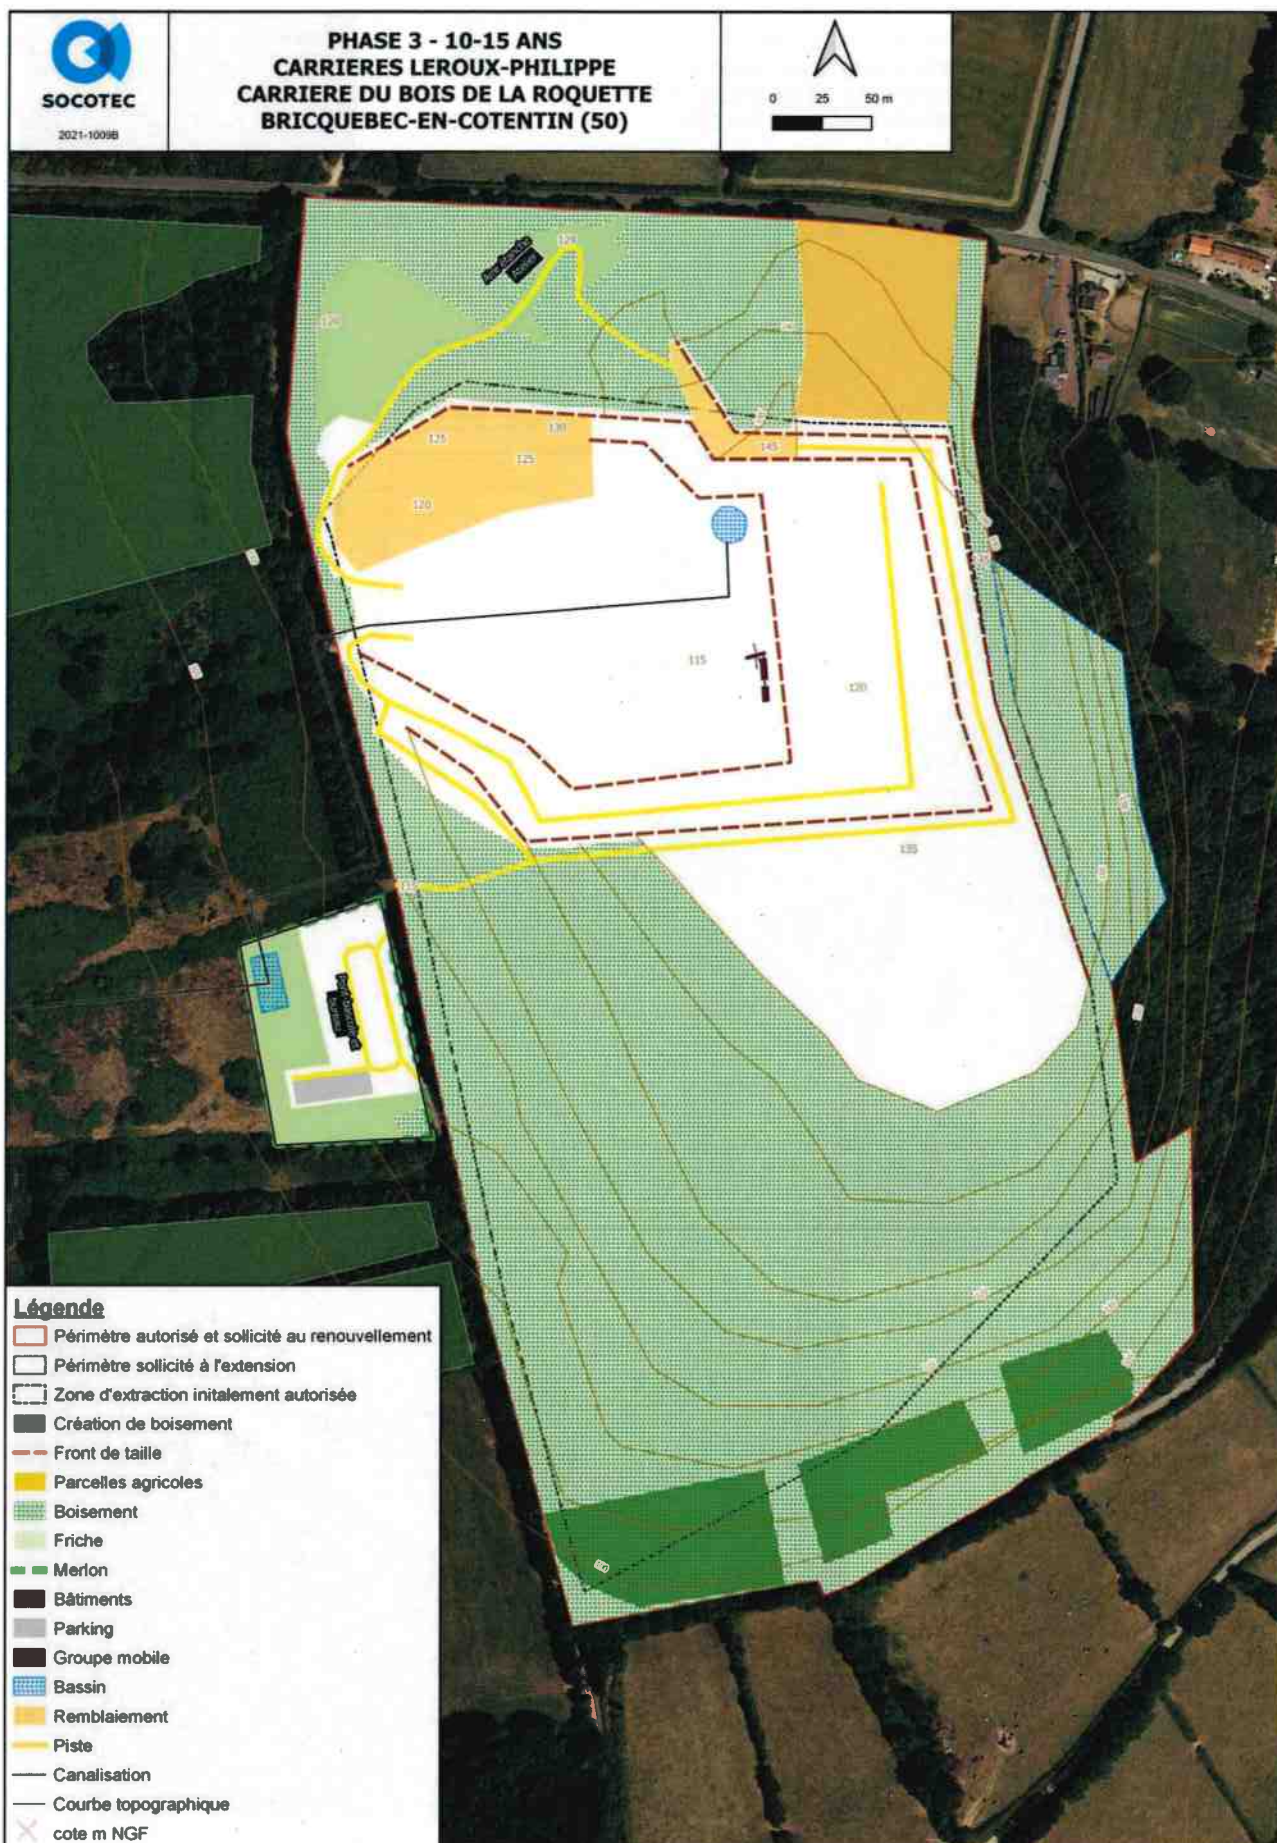 SOCOTEC
2021-1009B
PHASE 3 - 10-15 ANS
CARRIERES LEROUX-PHILIPPE
CARRIERE DU BOIS DE LA ROQUETTE
BRICQUEBEC-EN-COTENTIN (50)
0 25 50 m
128
130
125
125
145
120
115
120
135
Légende
Périmètre autorisé et sollicité au renouvellement
Périmètre sollicité à l'extension
Zone d'extraction initalement autorisée
Création de boisement
Front de taille
Parcelles agricoles
Boisement
Friche
Merlon
Bâtiments
Parking
Groupe mobile
Bassin
Remblaiement
Piste
Canalisation
Courbe topographique
cote m NGF